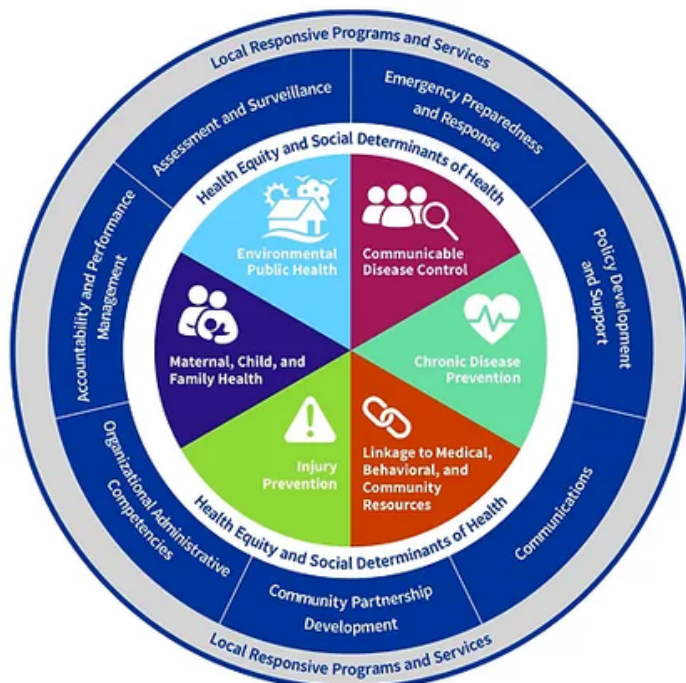 Local Responsive Programs and Services
Assessment and Surveillance
Emergency Preparedness
and Response
Policy Development
and Support
Communications
Community Partnership
Development
Organizational Administrative
Competencies
Accountability and Performance
Management
Health Equity and Social Determinants of Health
Environmental
Public Health
Communicable
Disease Control
Chronic Disease
Prevention
Linkage to Medical,
Behavioral, and
Community
Resources
Injury
Prevention
Maternal, Child, and
Family Health
Health Equity and Social Determinants of Health
Local Responsive Programs and Services